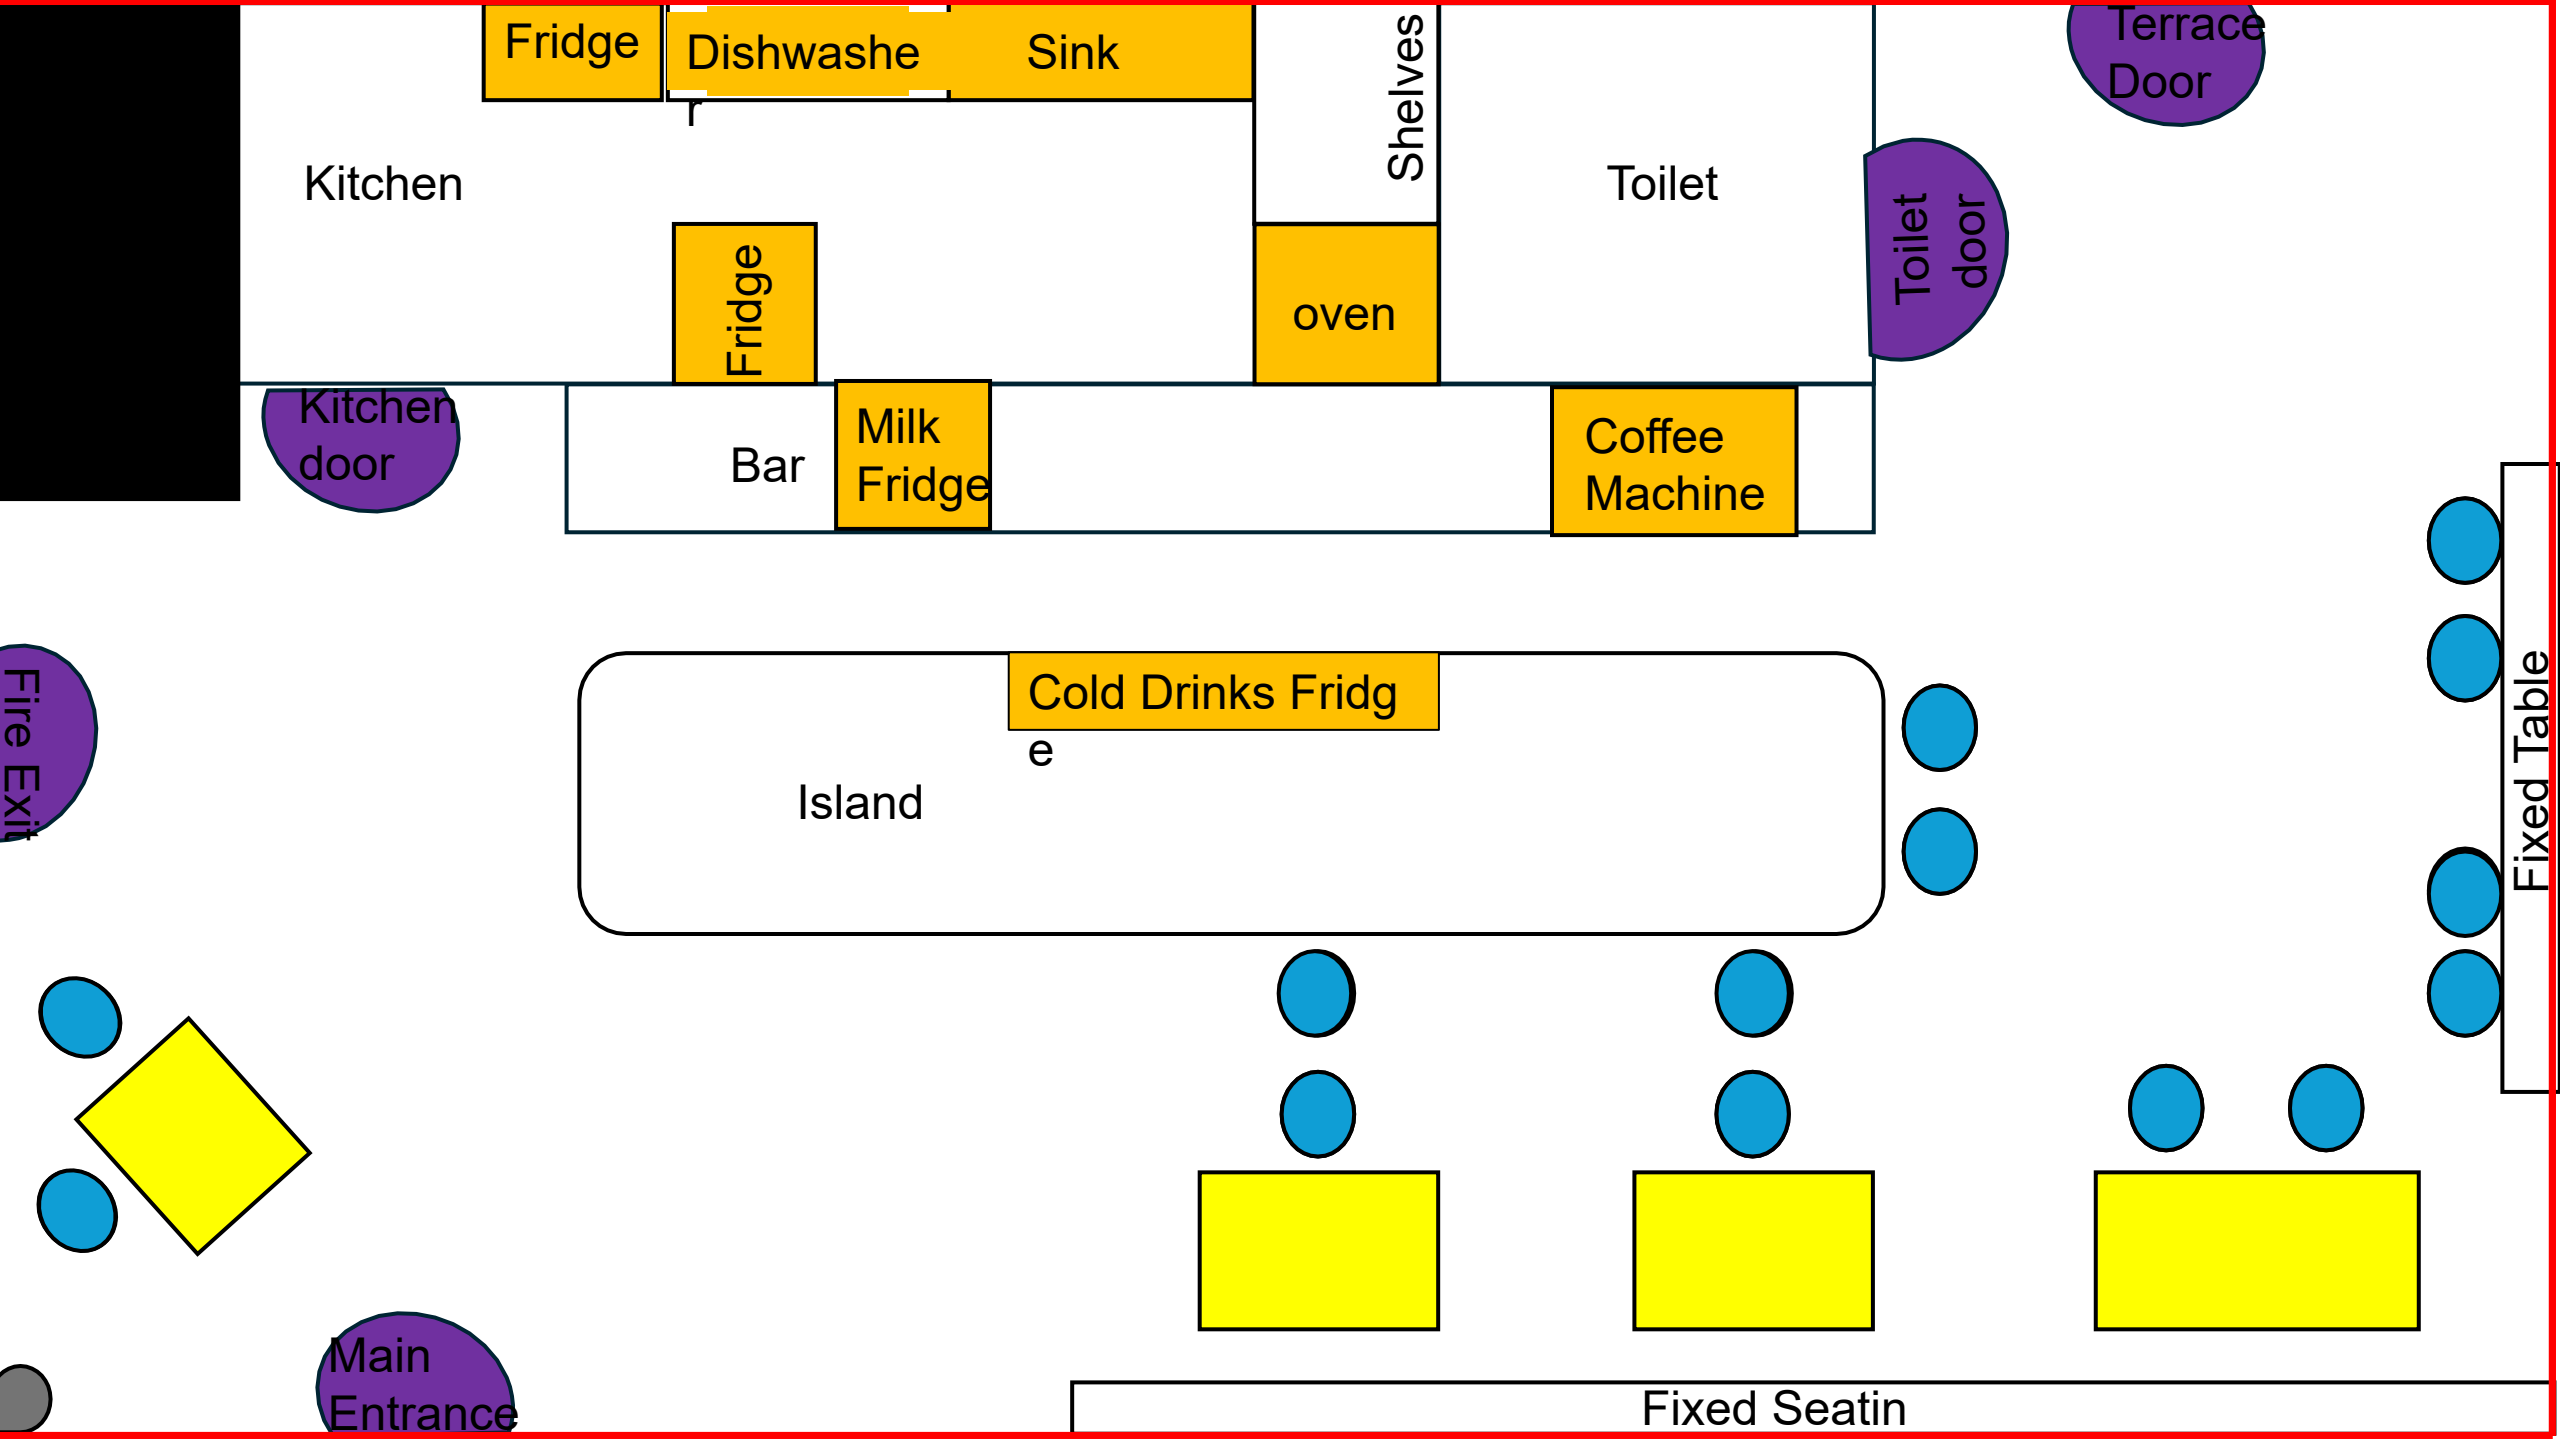 Fridge
Dishwashe
r
Sink
Shelves
Terrace
Door
Kitchen
Toilet
Toilet
door
Fridge
oven
Kitchen
door
Bar
Milk
Fridge
Coffee
Machine
Fire Exit
Cold Drinks Fridg
e
Island
Fixed Table
Main
Entrance
Fixed Seatin